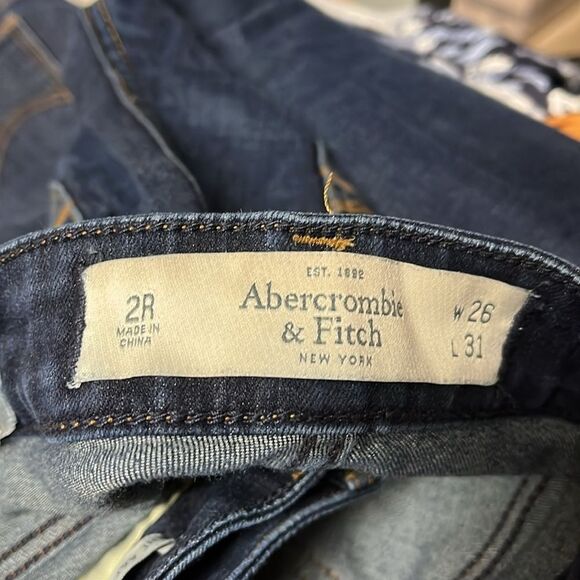 2R
MADE IN
CHINA
EST. 1892
Abercrombie
& Fitch
NEW YORK
W 26
L 31